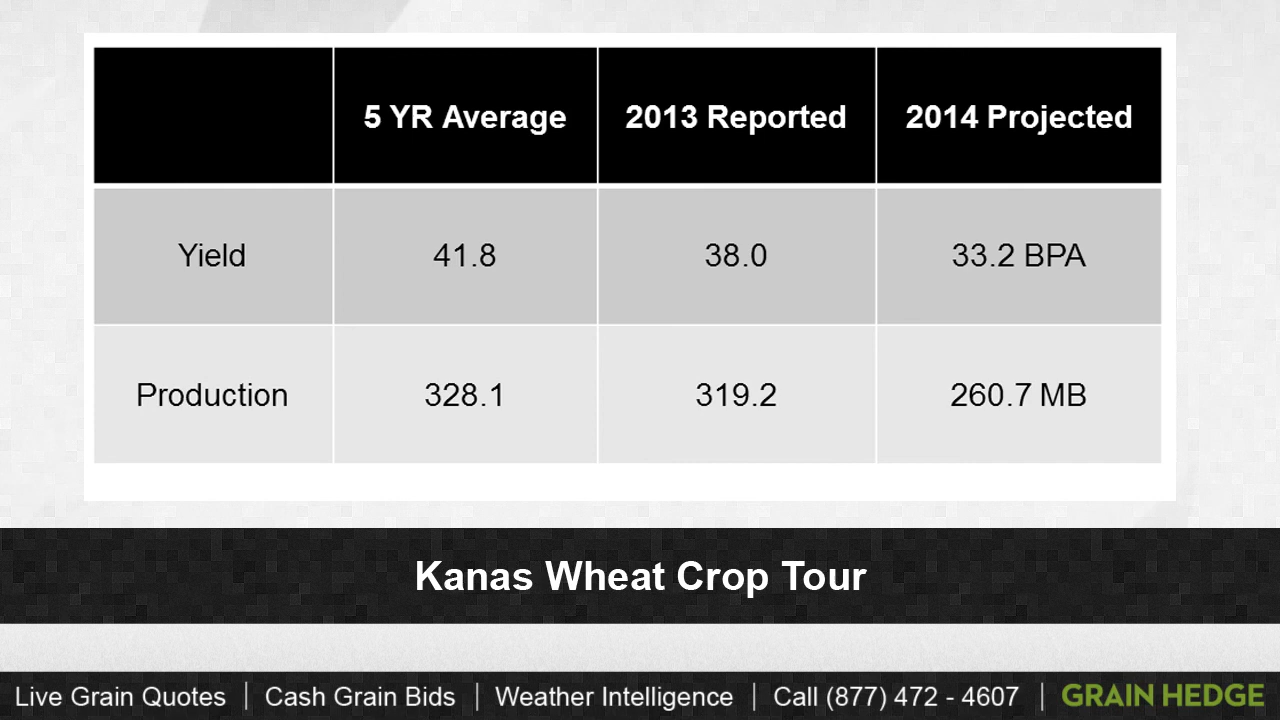 5 YR Average 2013 Reported 2014 Projected
Yield 41.8 38.0 33.2 BPA
Production 328.1 319.2 260.7 MB
Kanas Wheat Crop Tour
Live Grain Quotes | Cash Grain Bids | Weather Intelligence | Call (877) 472 - 4607 | GRAIN HEDGE